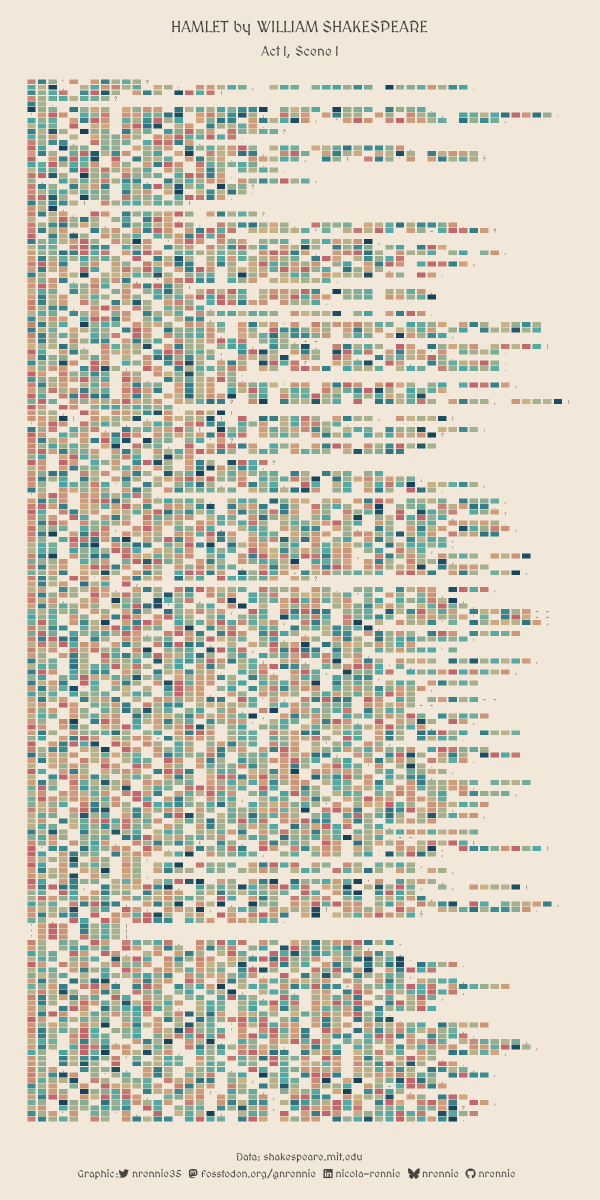 HAMLET by WILLIAM SHAKESPEARE
Act I, Scene I
Data: shakespeare.mit.edu
Graphic: nrennie35 fosstodon.org/@nrennie nicola-rennie nrennie nrennie